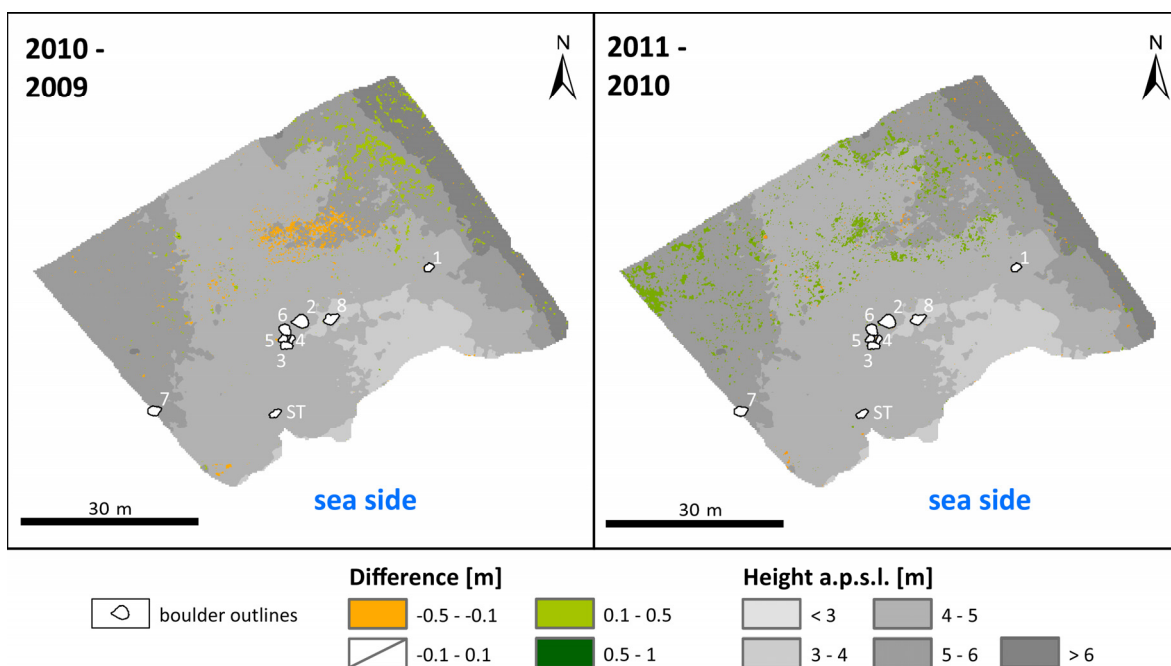 2010 -
2009
N
1
2
8
6
5
4
3
7
ST
sea side
30 m
2011 -
2010
N
1
2
8
6
5
4
3
7
ST
sea side
30 m
boulder outlines
Difference [m]
-0.5 - -0.1
0.1 - 0.5
-0.1 - 0.1
0.5 - 1
Height a.p.s.l. [m]
< 3
4 - 5
3 - 4
5 - 6
> 6